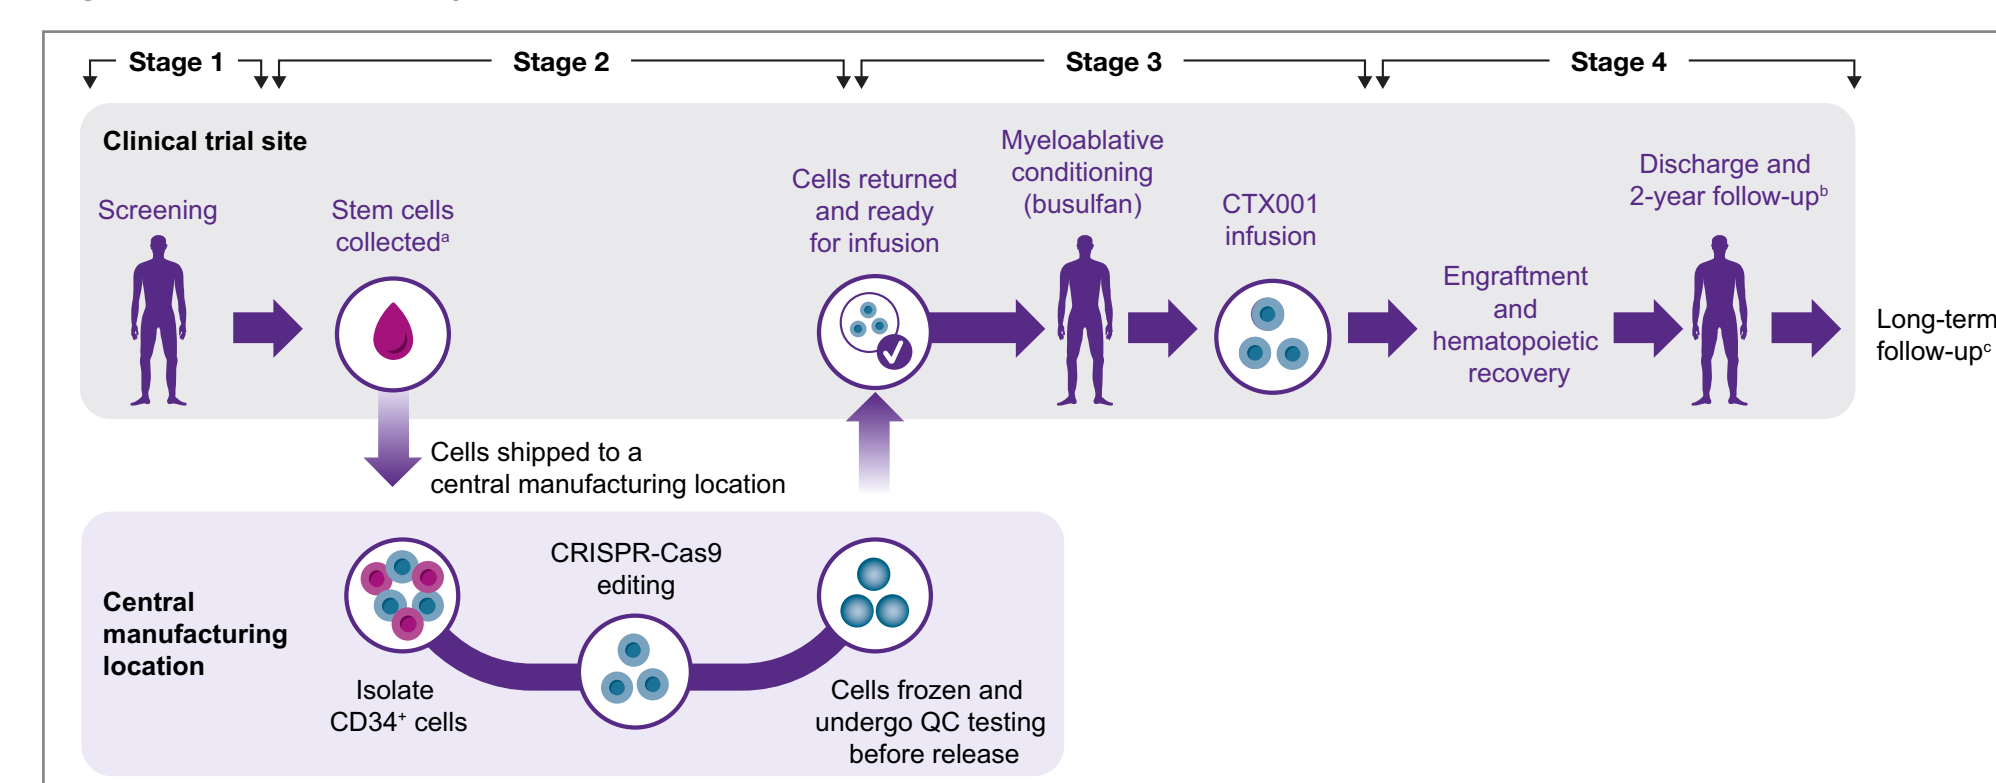 Stage 1
Stage 2
Stage 3
Stage 4
Clinical trial site
Screening
Stem cells
collectedᵃ
Cells returned
and ready
for infusion
Myeloablative
conditioning
(busulfan)
CTX001
infusion
Engraftment
and
hematopoietic
recovery
Discharge and
2-year follow-upᵇ
Long-term
follow-upᶜ
Cells shipped to a
central manufacturing location
Central
manufacturing
location
Isolate
CD34⁺ cells
CRISPR-Cas9
editing
Cells frozen and
undergo QC testing
before release